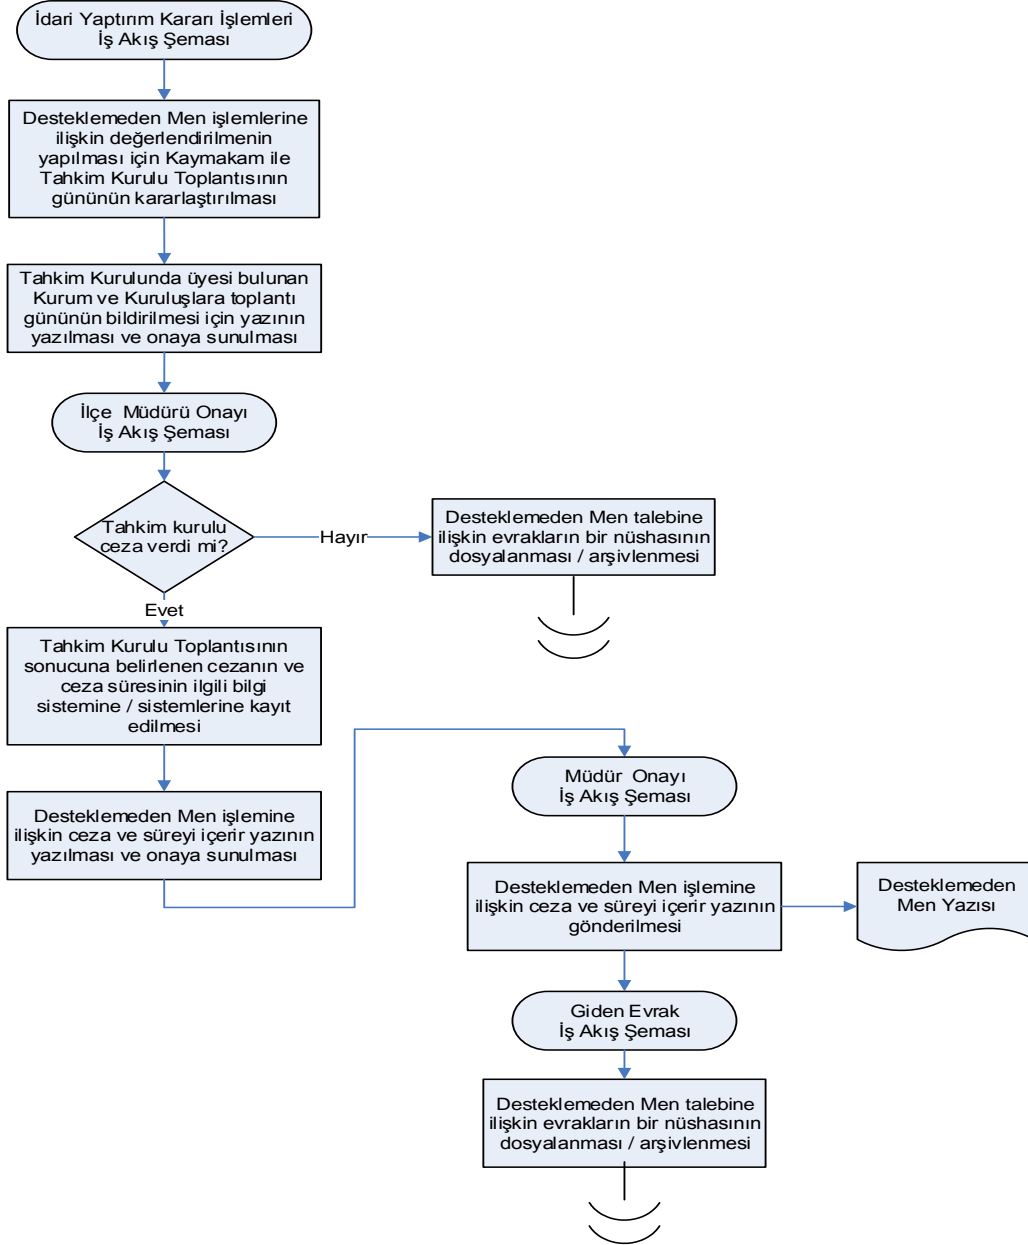 İdari Yaptırım Kararı İşlemleri
İş Akış Şeması
Desteklemeden Men işlemlerine
ilişkin değerlendirilmenin
yapılması için Kaymakam ile
Tahkim Kurulu Toplantısının
gününün kararlaştırılması
Tahkim Kurulunda üyesi bulunan
Kurum ve Kuruluşlara toplantı
gününün bildirilmesi için yazının
yazılması ve onaya sunulması
İlçe Müdürü Onayı
İş Akış Şeması
Tahkim kurulu
ceza verdi mi?
Hayır
Desteklemeden Men talebine
ilişkin evrakların bir nüshasının
dosyalanması / arşivlenmesi
Evet
Tahkim Kurulu Toplantısının
sonucuna belirlenen cezanın ve
ceza süresinin ilgili bilgi
sistemine / sistemlerine kayıt
edilmesi
Desteklemeden Men işlemine
ilişkin ceza ve süreyi içerir yazının
yazılması ve onaya sunulması
Müdür Onayı
İş Akış Şeması
Desteklemeden Men işlemine
ilişkin ceza ve süreyi içerir yazının
gönderilmesi
Desteklemeden
Men Yazısı
Giden Evrak
İş Akış Şeması
Desteklemeden Men talebine
ilişkin evrakların bir nüshasının
dosyalanması / arşivlenmesi